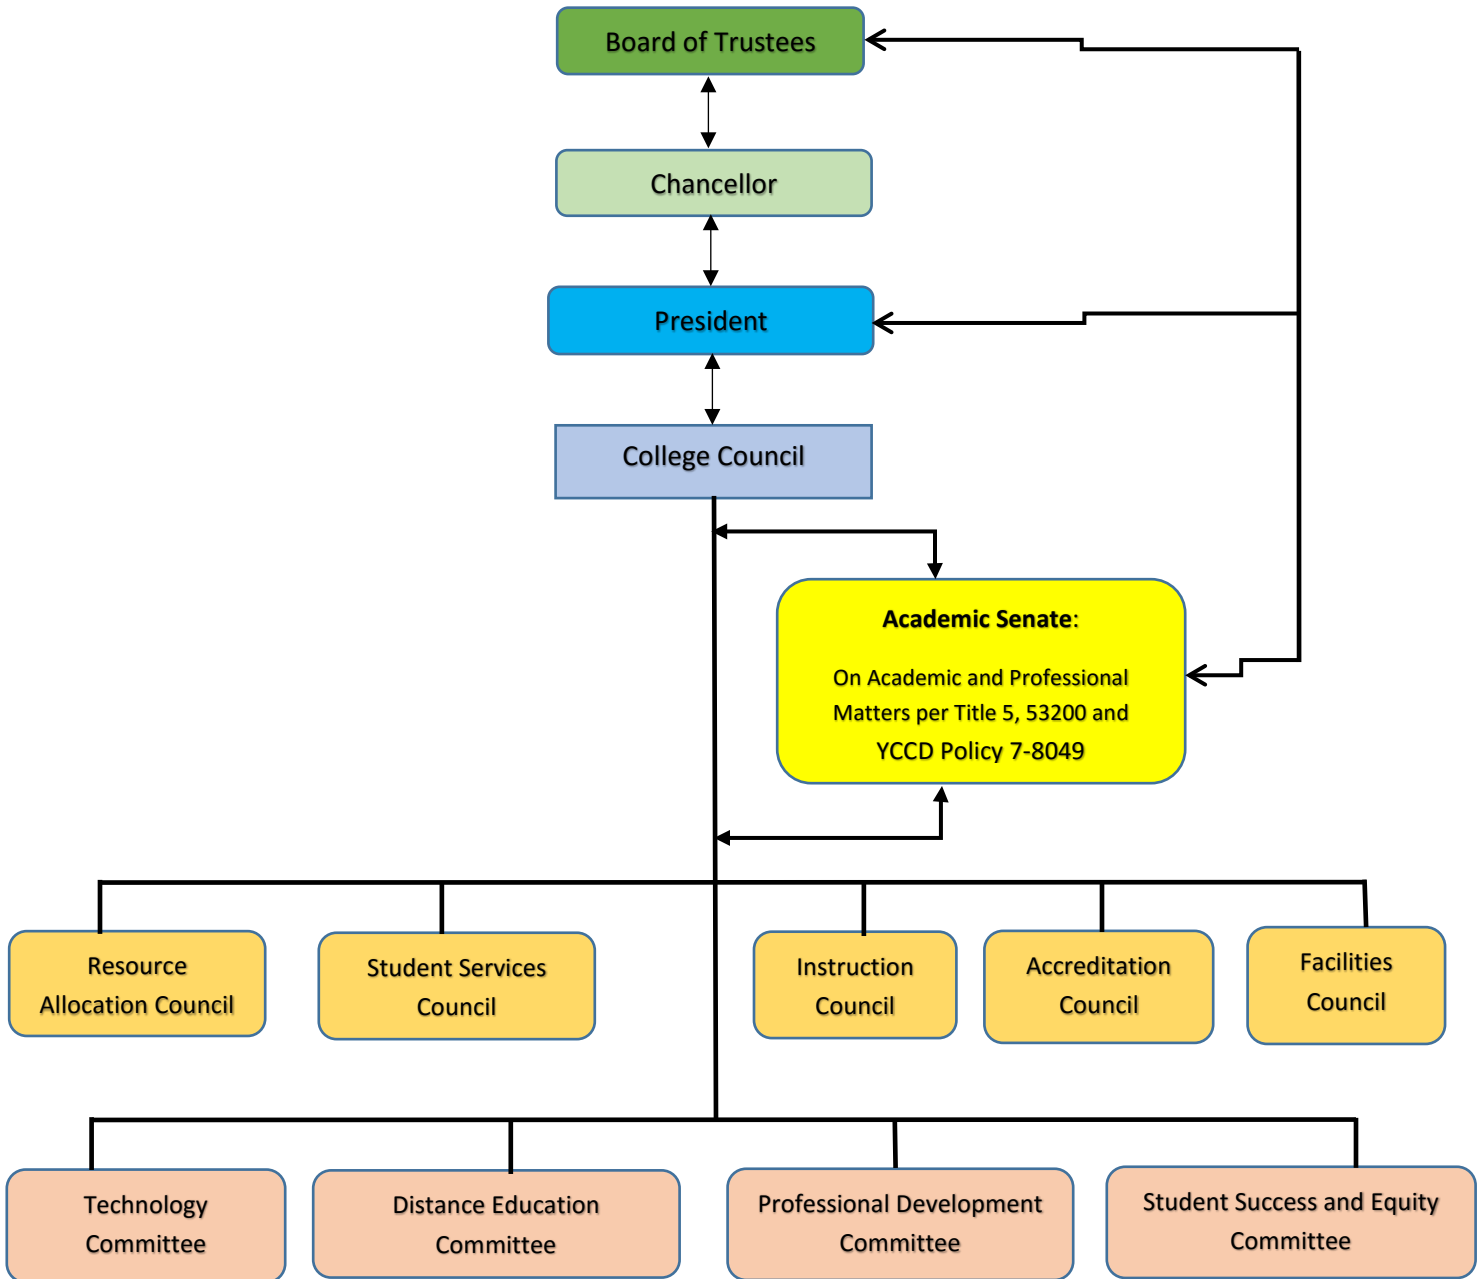 Board of Trustees
Chancellor
President
College Council
Academic Senate:
On Academic and Professional
Matters per Title 5, 53200 and
YCCD Policy 7-8049
Resource
Allocation Council
Student Services
Council
Instruction
Council
Accreditation
Council
Facilities
Council
Technology
Committee
Distance Education
Committee
Professional Development
Committee
Student Success and Equity
Committee